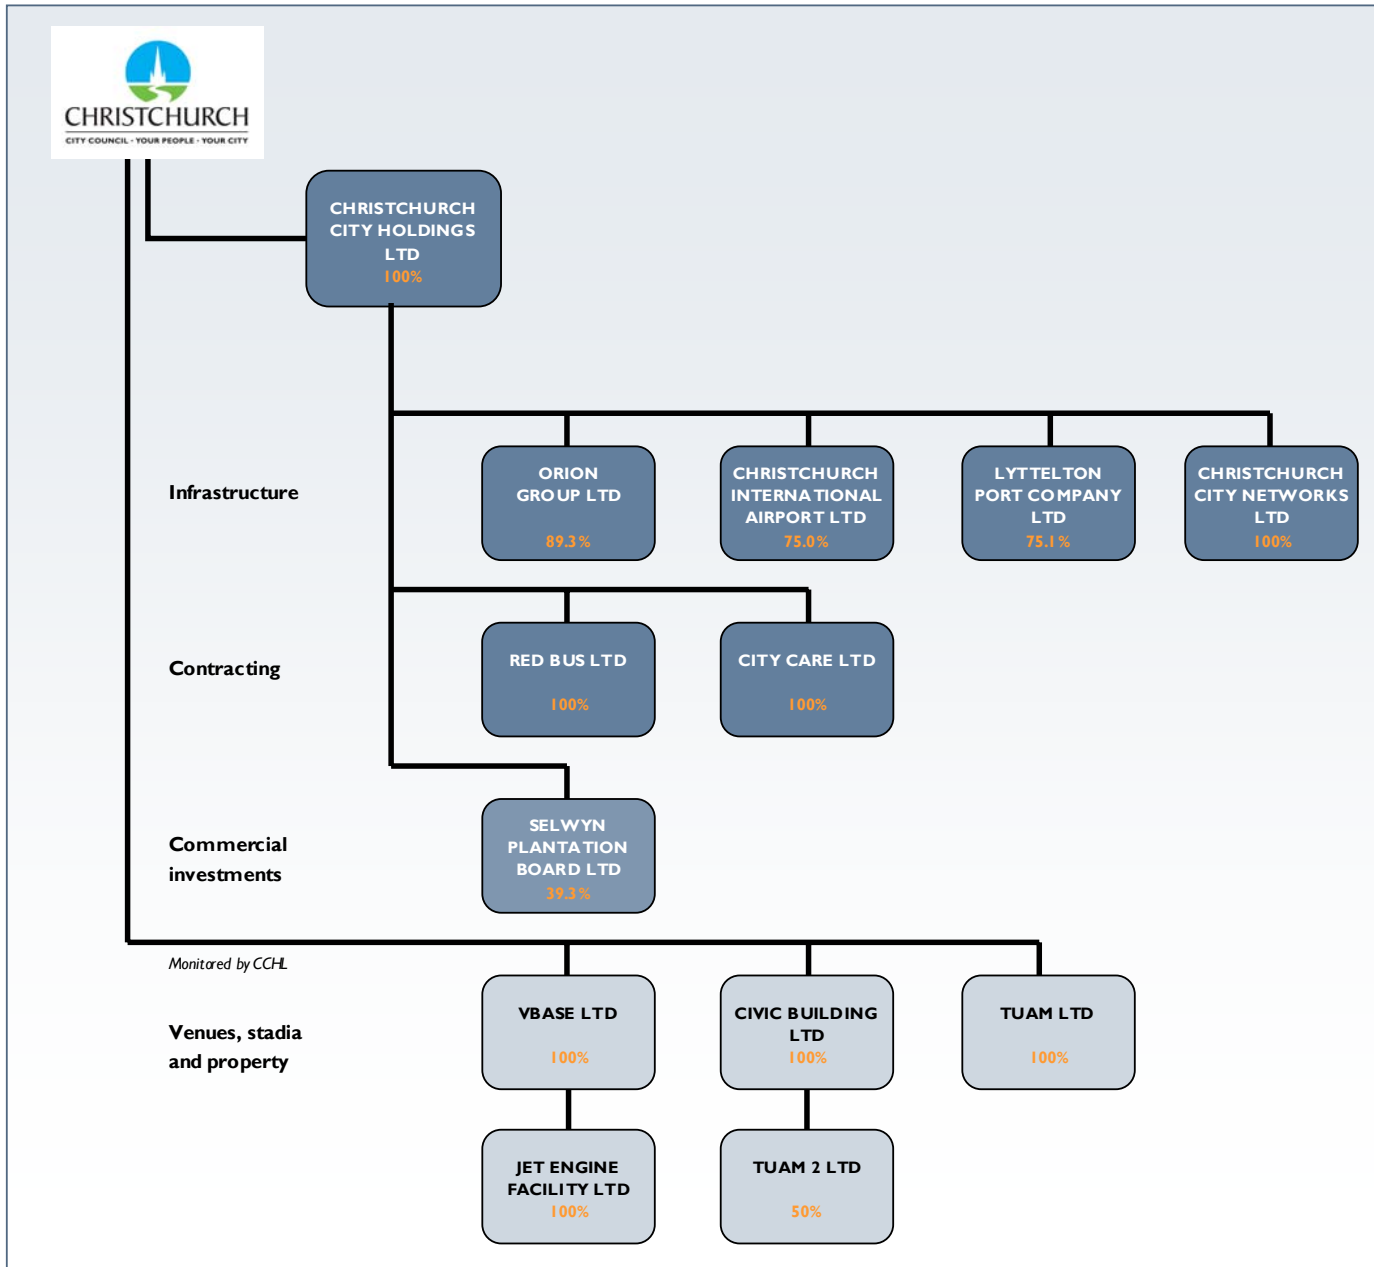 CHRISTCHURCH
CITY COUNCIL · YOUR PEOPLE · YOUR CITY
CHRISTCHURCH
CITY HOLDINGS
LTD
100%
Infrastructure
ORION
GROUP LTD
89.3%
CHRISTCHURCH
INTERNATIONAL
AIRPORT LTD
75.0%
LYTTELTON
PORT COMPANY
LTD
75.1%
CHRISTCHURCH
CITY NETWORKS
LTD
100%
Contracting
RED BUS LTD
100%
CITY CARE LTD
100%
Commercial
investments
SELWYN
PLANTATION
BOARD LTD
39.3%
Monitored by CCHL
Venues, stadia
and property
VBASE LTD
100%
CIVIC BUILDING
LTD
100%
TUAM LTD
100%
JET ENGINE
FACILITY LTD
100%
TUAM 2 LTD
50%